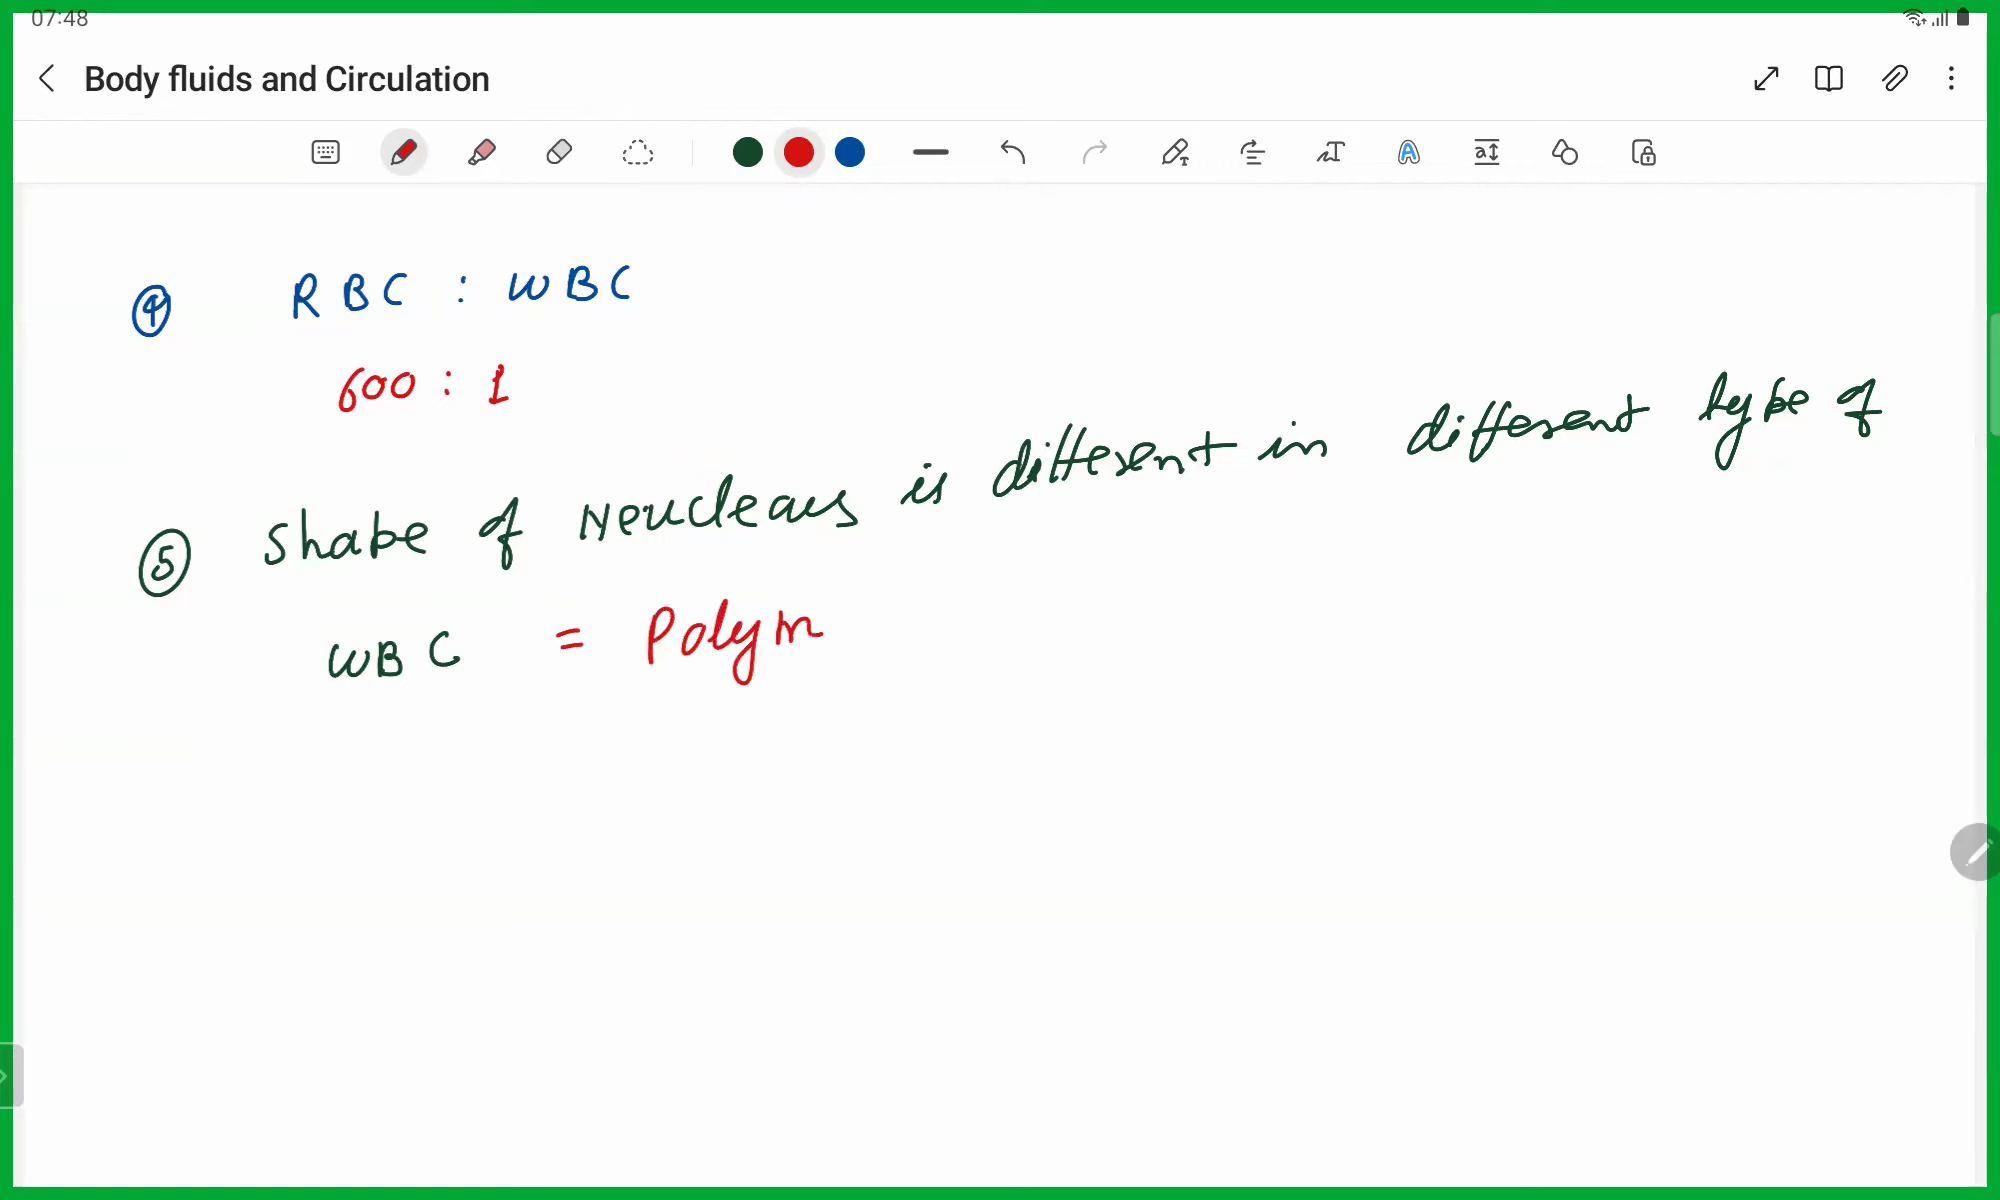 07:48
Body fluids and Circulation
④ RBC : WBC
600 : 1
⑤ Shape of Neucleaus is different in different type of
WBC = Polym